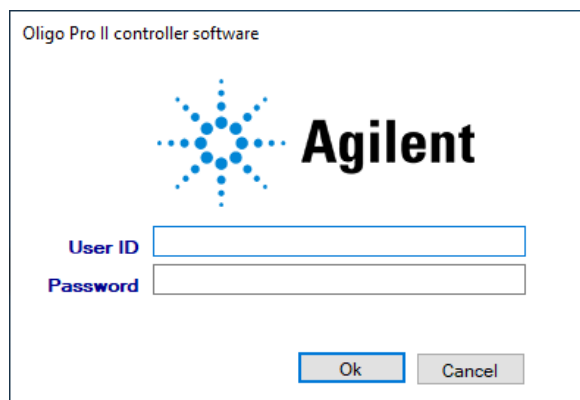 Oligo Pro II controller software
Agilent
User ID
Password
Ok Cancel